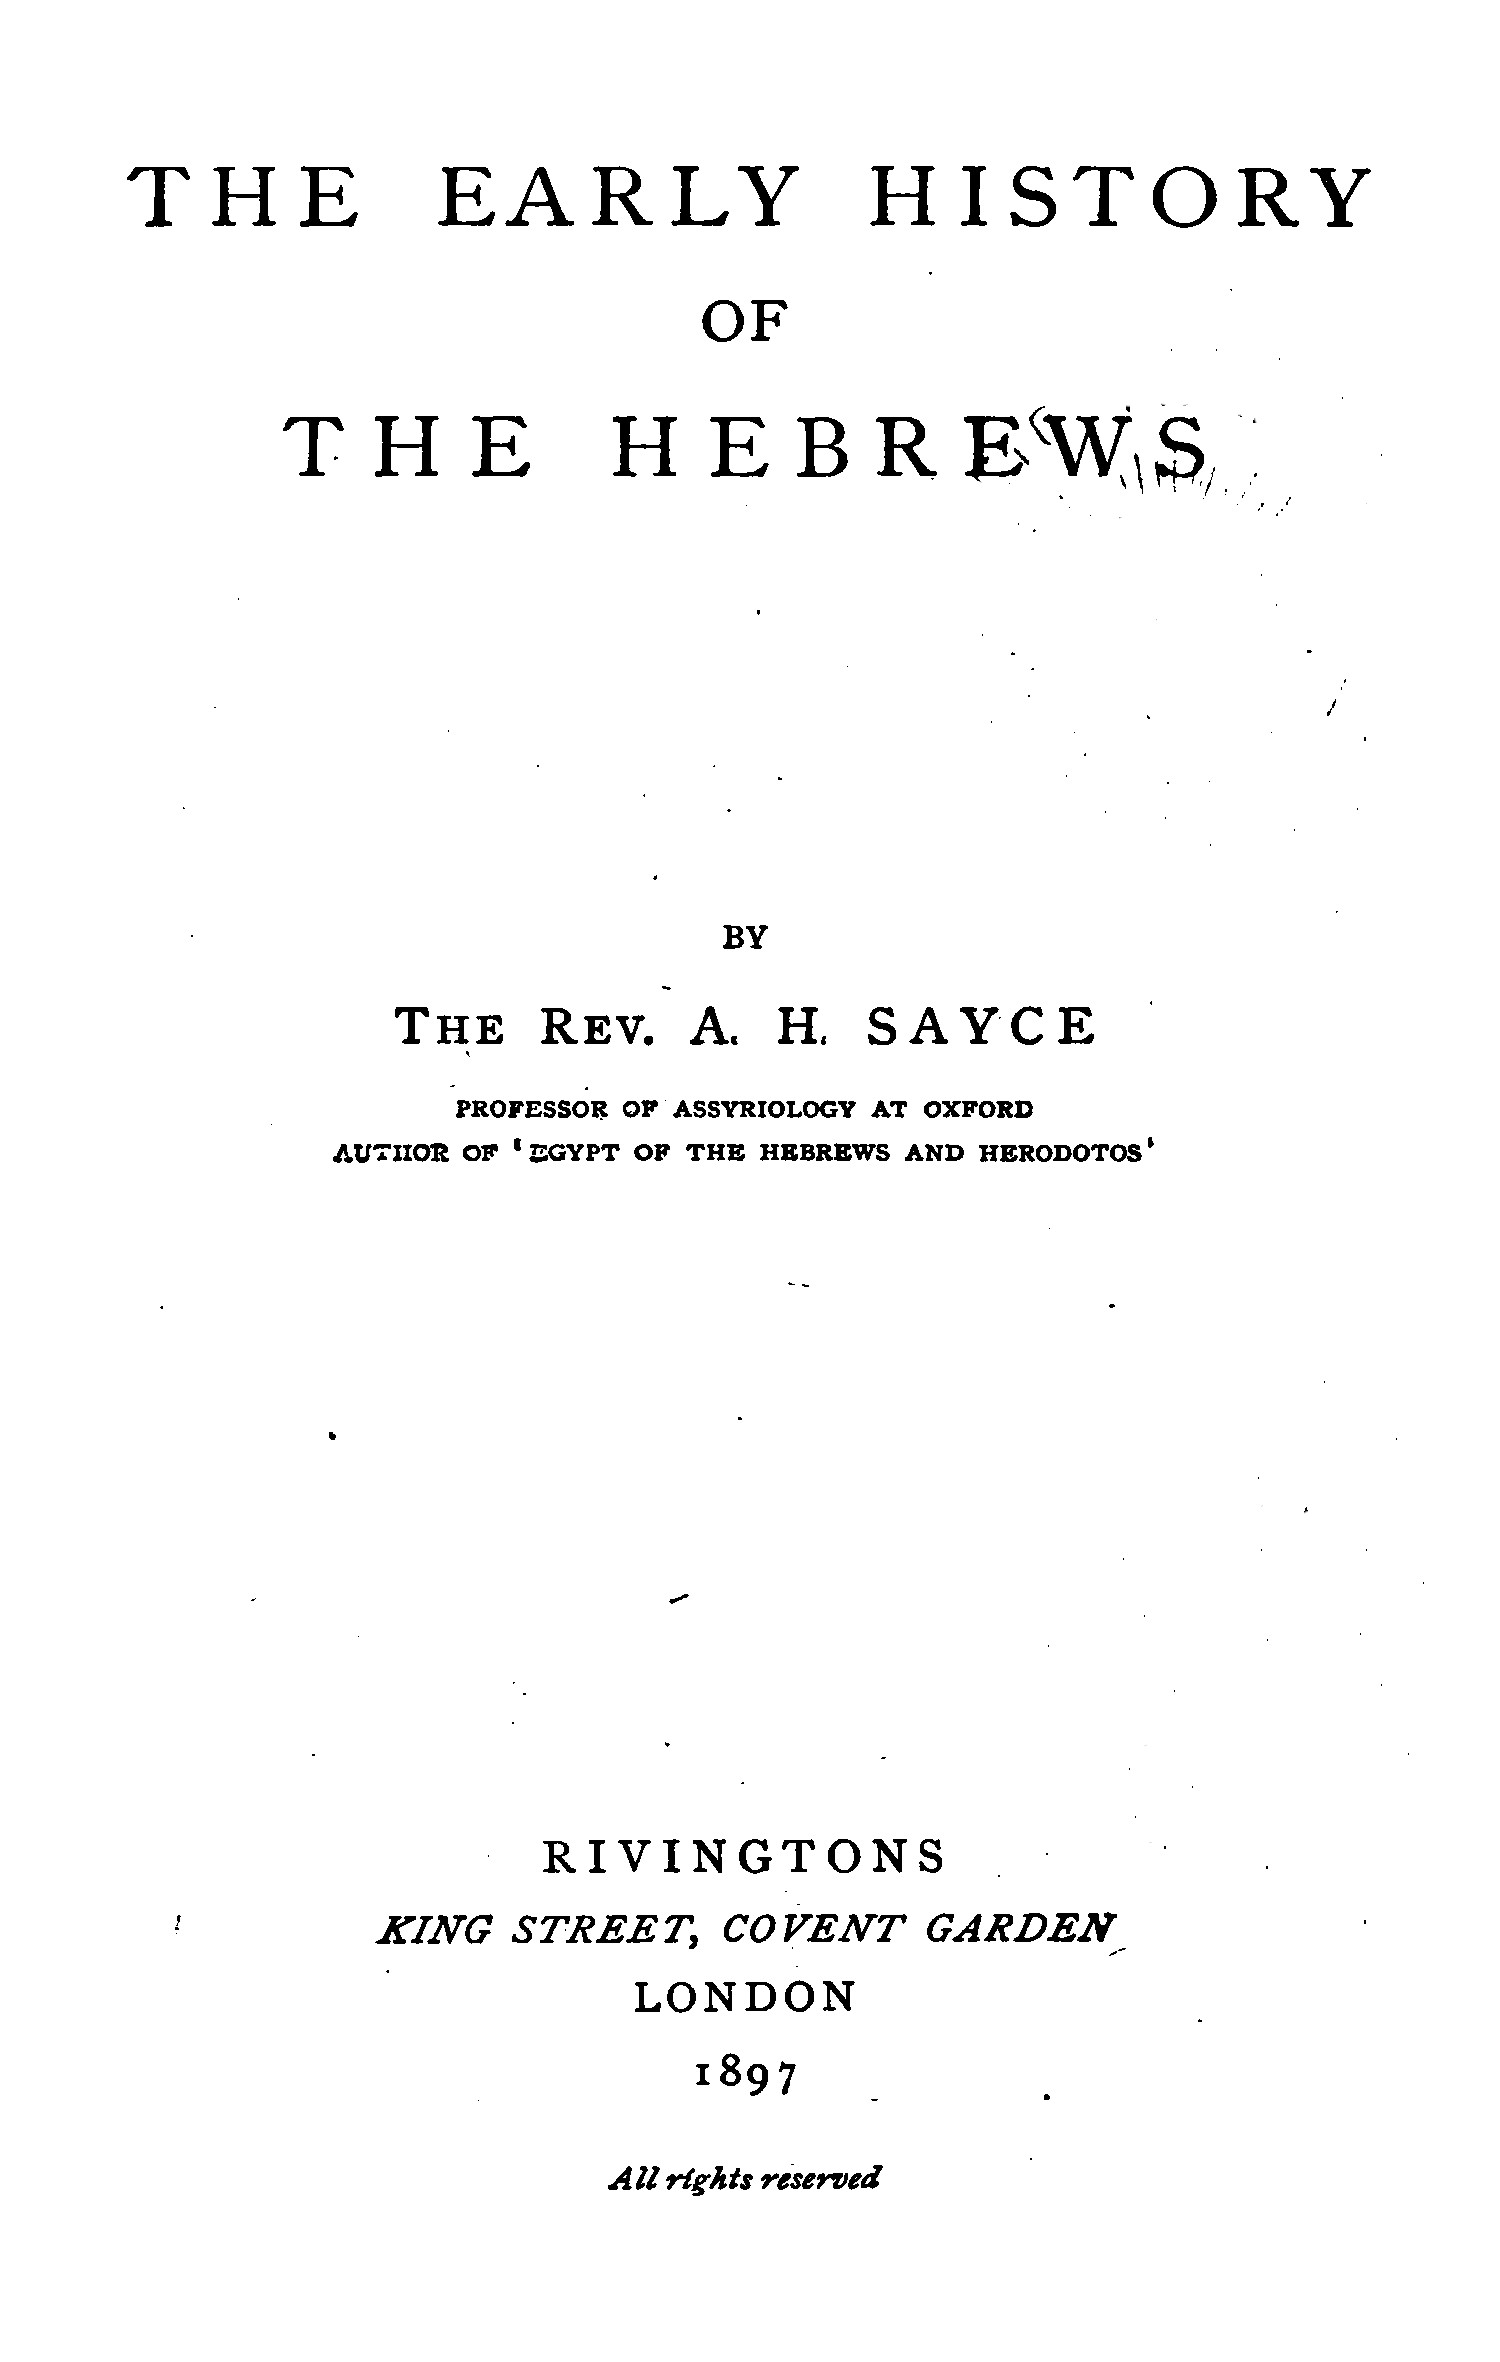 THE EARLY HISTORY
OF
THE HEBREWS
BY
THE REV. A. H. SAYCE
PROFESSOR OF ASSYRIOLOGY AT OXFORD
AUTHOR OF 'EGYPT OF THE HEBREWS AND HERODOTOS'
RIVINGTONS
KING STREET, COVENT GARDEN
LONDON
1897
All rights reserved